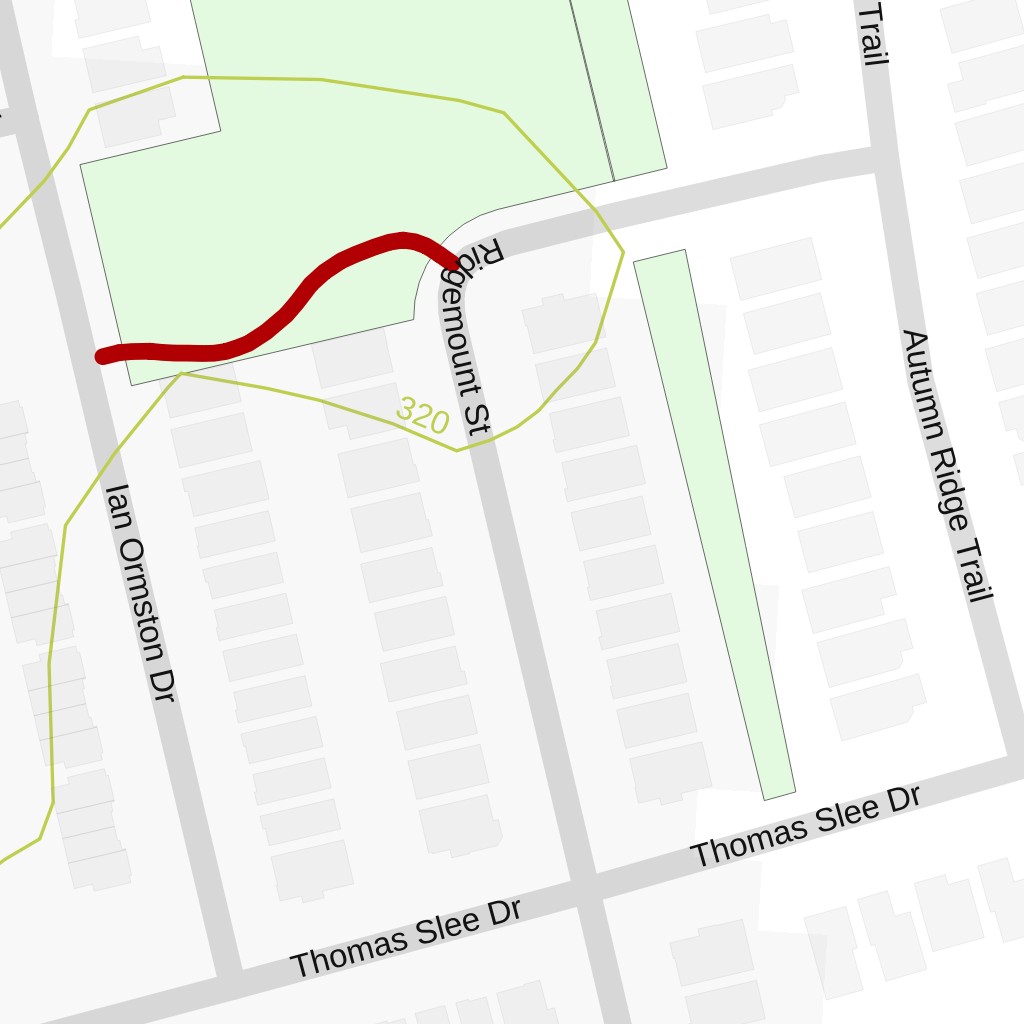 Trail
Ridgemount St
Autumn Ridge Trail
320
Ian Ormston Dr
Thomas Slee Dr
Thomas Slee Dr